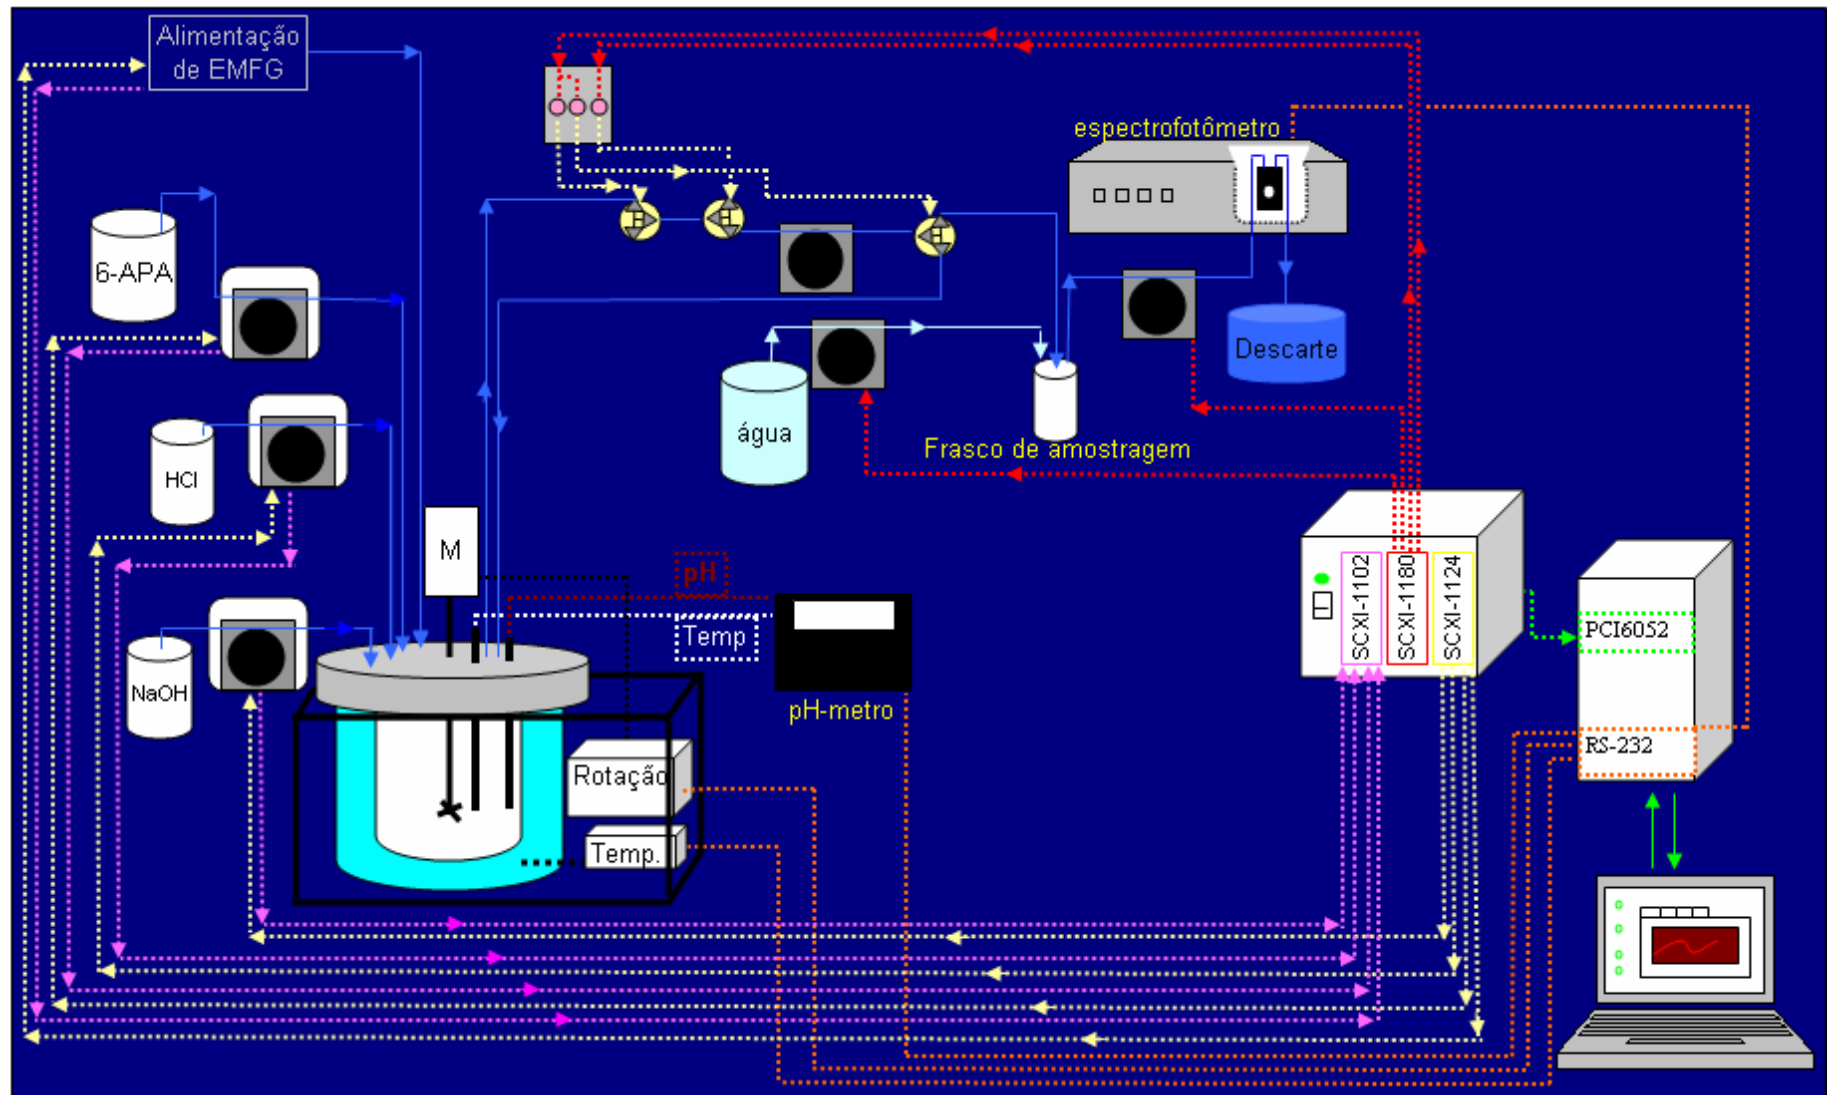 Alimentação
de EMFG
espectrofotômetro
6-APA
Descarte
água
Frasco de amostragem
HCl
M
pH
Temp
SCXI-1102
SCXI-1180
SCXI-1124
PCI6052
NaOH
pH-metro
RS-232
Rotação
Temp.